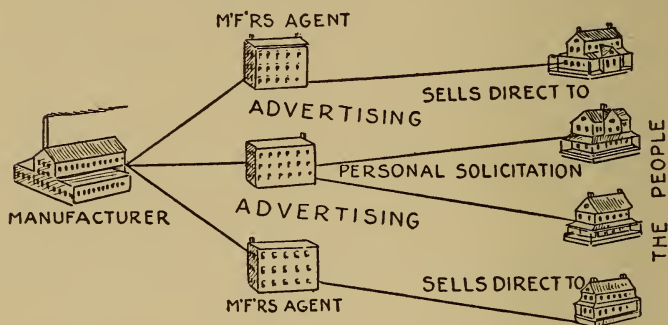 M'F'RS AGENT
SELLS DIRECT TO
ADVERTISING
PERSONAL SOLICITATION
MANUFACTURER
ADVERTISING
THE PEOPLE
SELLS DIRECT TO
M'F'RS AGENT